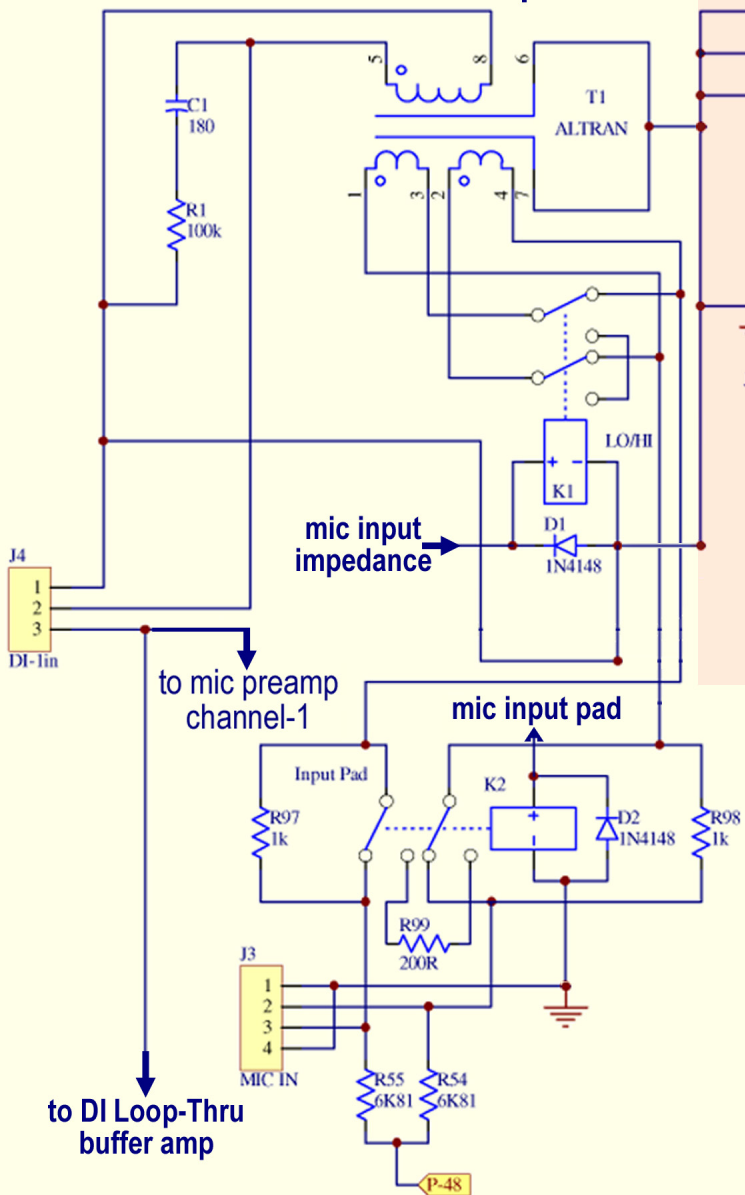 5
8
6
C1
180
T1
ALTRAN
1
3
2
4
7
R1
100k
LO/HI
+ -
K1
mic input
impedance
D1
1N4148
J4
1
2
3
DI-1in
to mic preamp
channel-1
mic input pad
Input Pad
K2
R97
1k
+
-
D2
1N4148
R98
1k
R99
200R
J3
1
2
3
4
MIC IN
R55
6K81
R54
6K81
to DI Loop-Thru
buffer amp
P-48